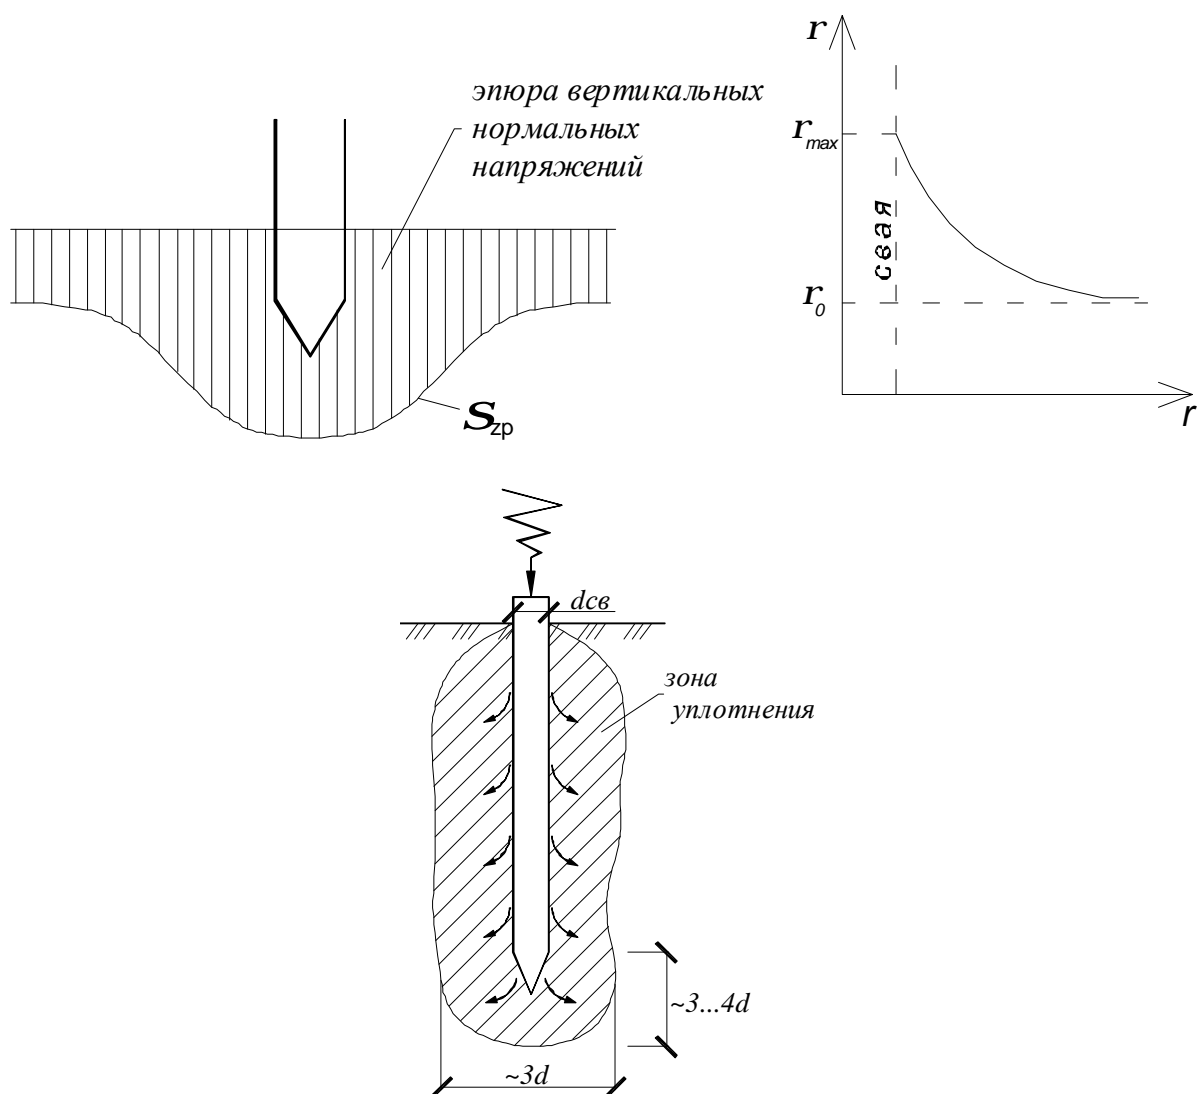 эпюра вертикальных
нормальных
напряжений
S_zp
r
r_max
свая
r_0
r
dсв
зона
уплотнения
~3...4d
~3d